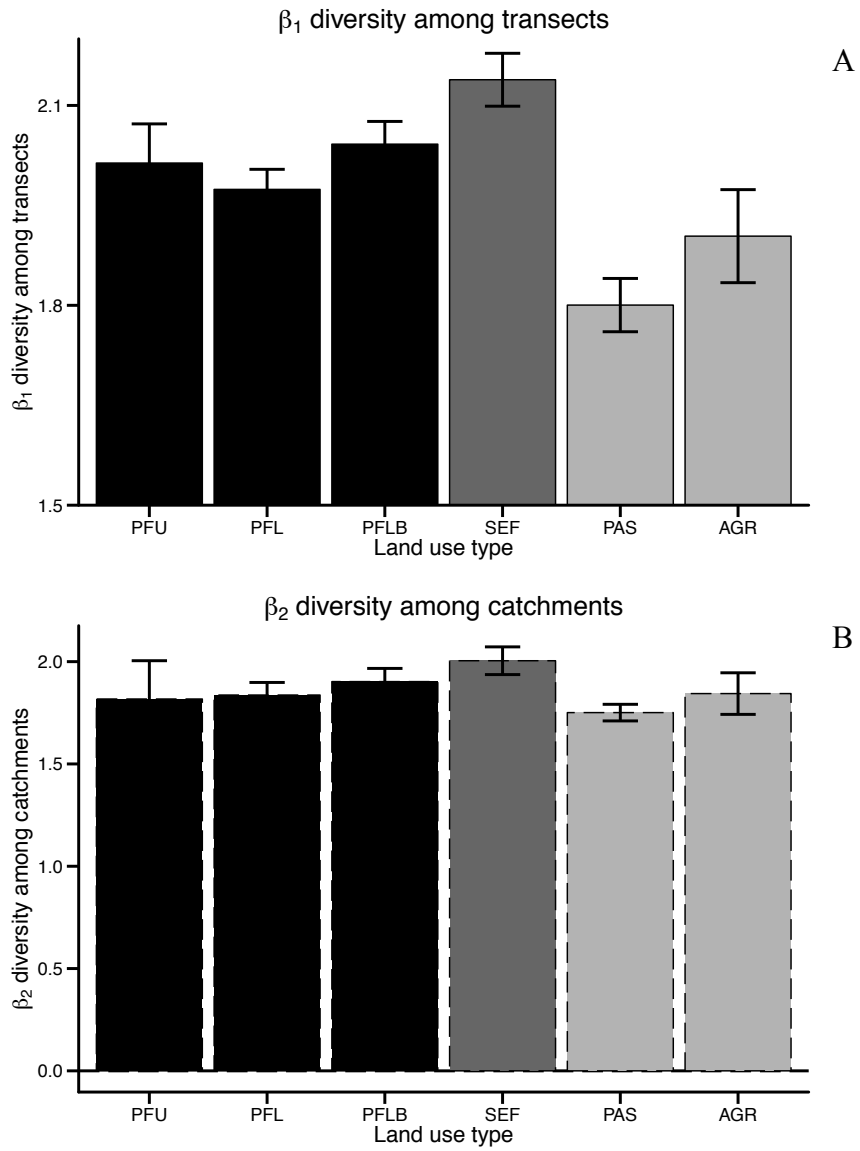 β₁ diversity among transects
A
β₁ diversity among transects
2.1
1.8
1.5
PFU PFL PFLB SEF PAS AGR
Land use type
β₂ diversity among catchments
B
β₂ diversity among catchments
2.0
1.5
1.0
0.5
0.0
PFU PFL PFLB SEF PAS AGR
Land use type